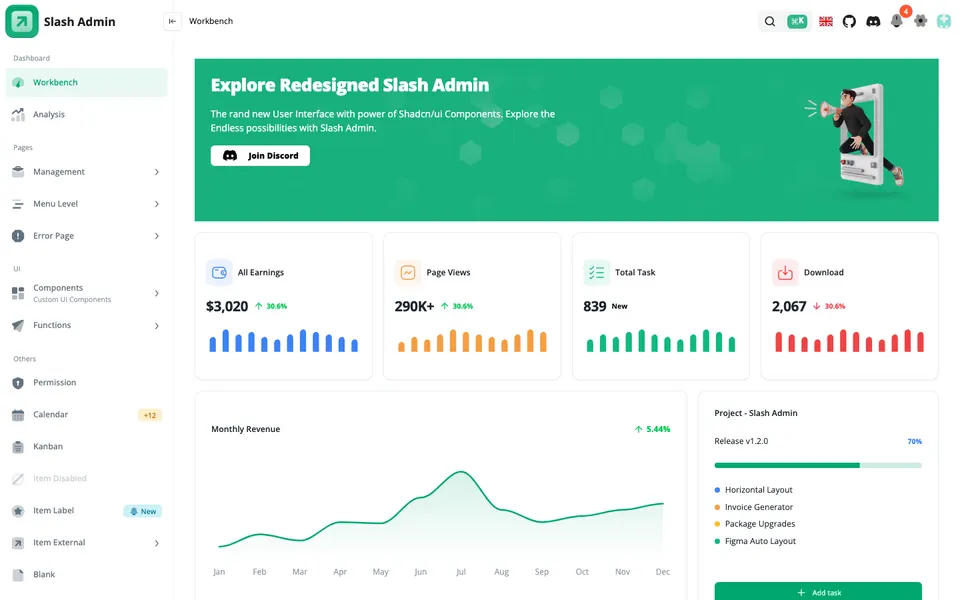 Slash Admin
Workbench
⌘K
4
Dashboard
Workbench
Analysis
Pages
Management
Menu Level
Error Page
UI
Components
Custom UI Components
Functions
Others
Permission
Calendar
+12
Kanban
Item Disabled
Item Label
New
Item External
Blank
Explore Redesigned Slash Admin
The rand new User Interface with power of Shadcn/ui Components. Explore the
Endless possibilities with Slash Admin.
Join Discord
All Earnings
$3,020 30.6%
Page Views
290K+ 30.6%
Total Task
839 New
Download
2,067 30.6%
Monthly Revenue
5.44%
Jan Feb Mar Apr May Jun Jul Aug Sep Oct Nov Dec
Project - Slash Admin
Release v1.2.0 70%
Horizontal Layout
Invoice Generator
Package Upgrades
Figma Auto Layout
Add task